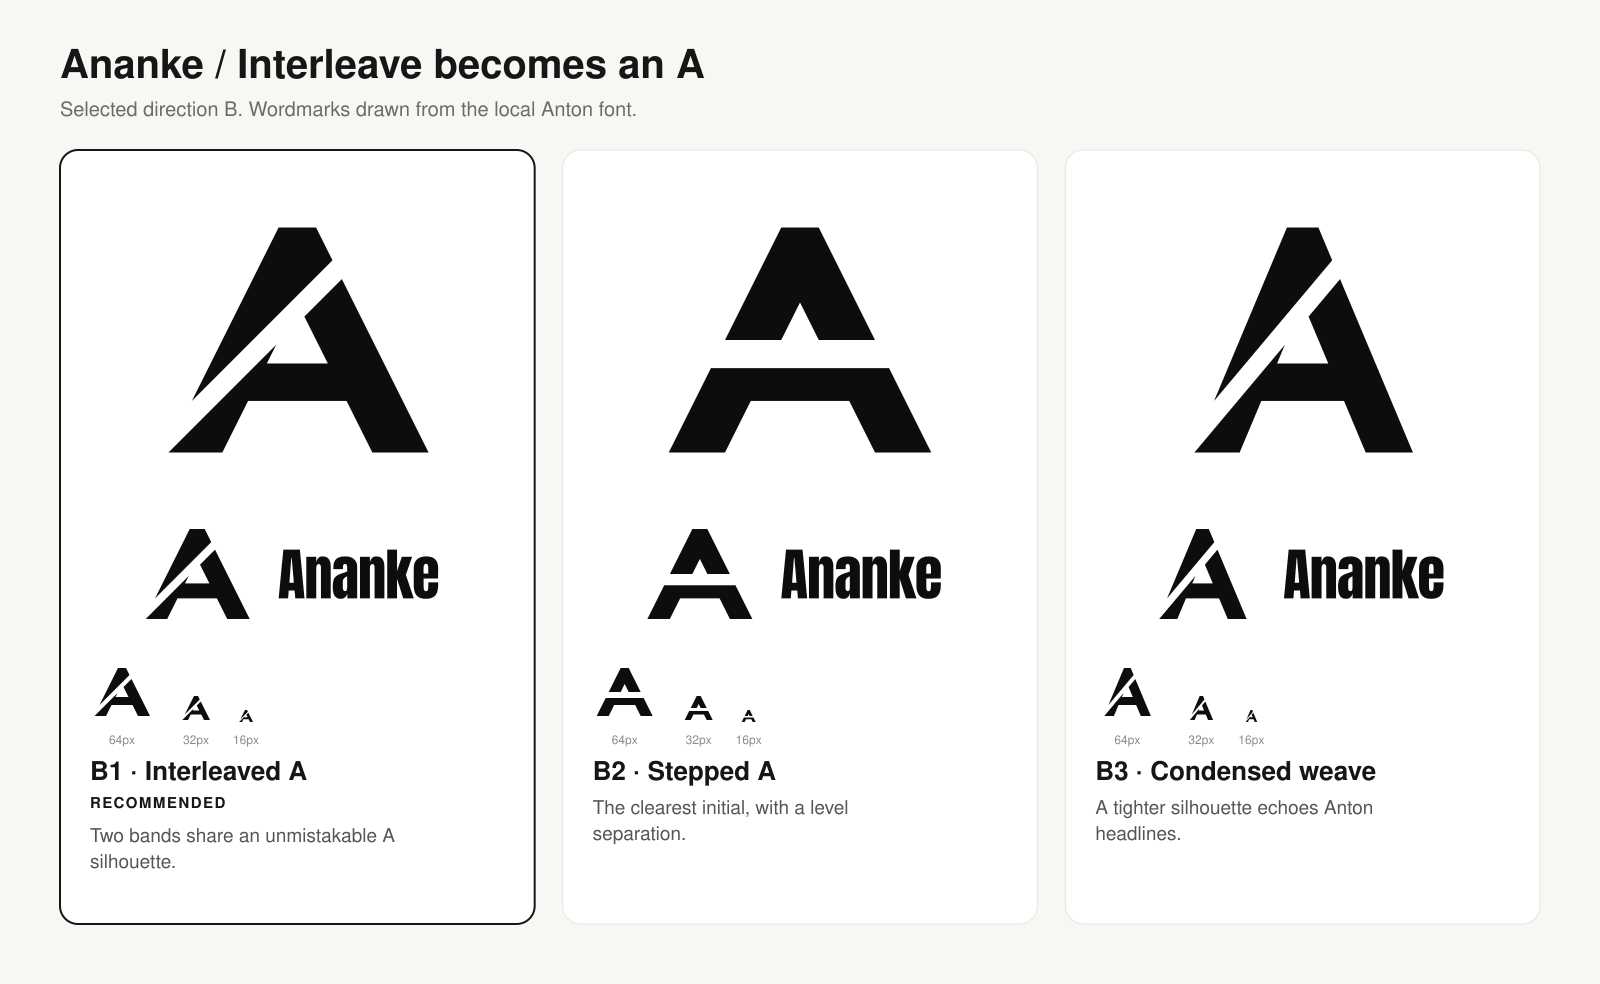 Ananke / Interleave becomes an A
Selected direction B. Wordmarks drawn from the local Anton font.
Ananke
64px
32px
16px
B1 · Interleaved A
RECOMMENDED
Two bands share an unmistakable A
silhouette.
Ananke
64px
32px
16px
B2 · Stepped A
The clearest initial, with a level
separation.
Ananke
64px
32px
16px
B3 · Condensed weave
A tighter silhouette echoes Anton
headlines.